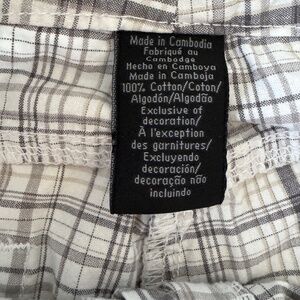 Made in Cambodia
Fabriqué au
Cambodge
Hecho en Camboya
Made in Camboja
100% Cotton/Coton/
Algodón/Algodão
Exclusive of
decoration/
À l'exception
des garnitures/
Excluyendo
decoración/
decoração não
incluindo